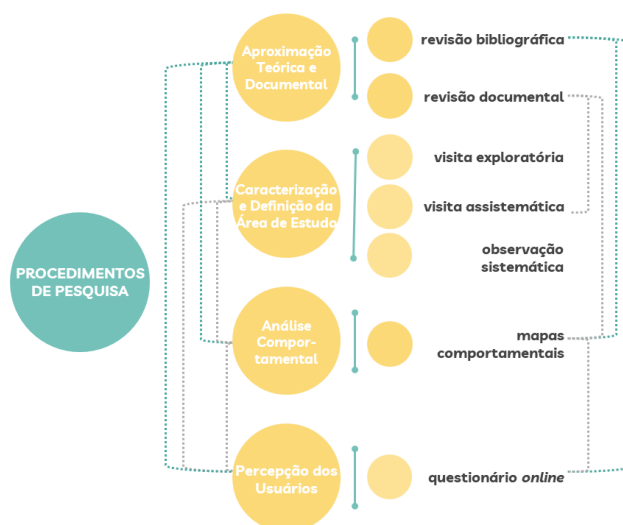 PROCEDIMENTOS
DE PESQUISA
Aproximação
Teórica e
Documental
revisão bibliográfica
revisão documental
Caracterização
e Definição da
Área de Estudo
visita exploratória
visita assistemática
observação
sistemática
Análise
Compor-
tamental
mapas
comportamentais
Percepção dos
Usuários
questionário online